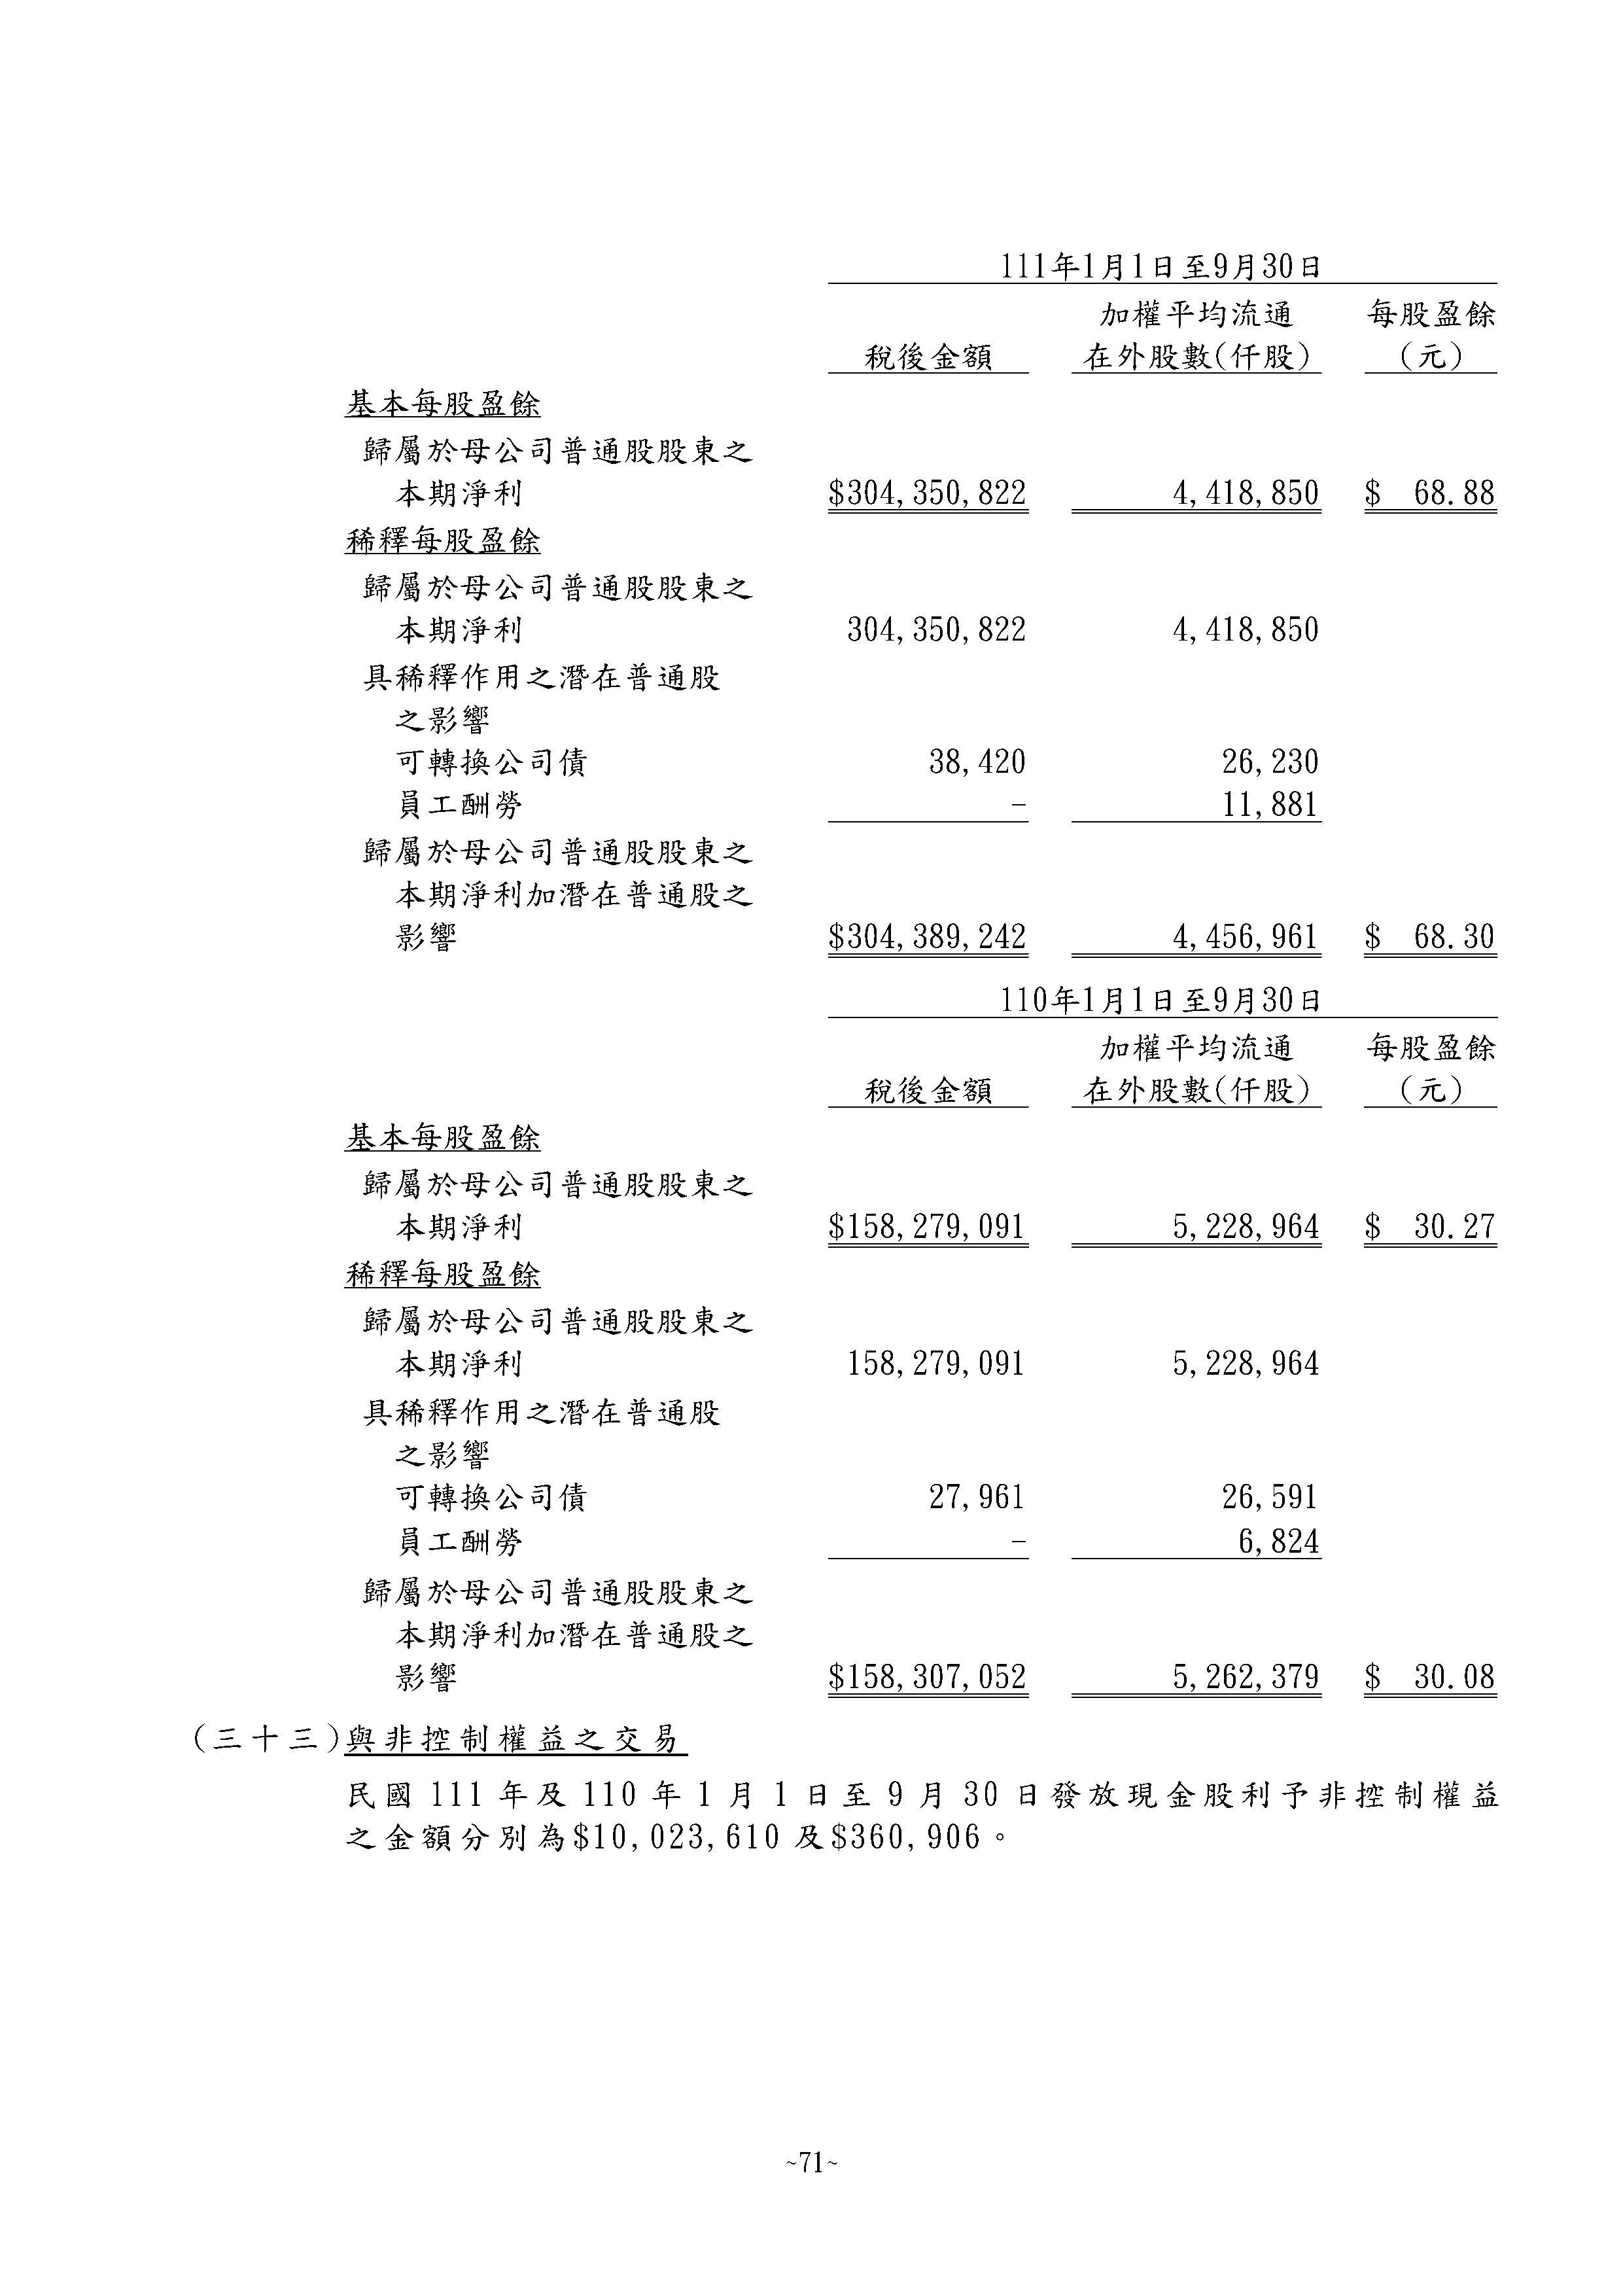 111年1月1日至9月30日
加權平均流通 每股盈餘
稅後金額 在外股數(仟股) (元)
基本每股盈餘
歸屬於母公司普通股股東之
本期淨利 $304,350,822 4,418,850 $ 68.88
稀釋每股盈餘
歸屬於母公司普通股股東之
本期淨利 304,350,822 4,418,850
具稀釋作用之潛在普通股
之影響
可轉換公司債 38,420 26,230
員工酬勞 - 11,881
歸屬於母公司普通股股東之
本期淨利加潛在普通股之
影響 $304,389,242 4,456,961 $ 68.30
110年1月1日至9月30日
加權平均流通 每股盈餘
稅後金額 在外股數(仟股) (元)
基本每股盈餘
歸屬於母公司普通股股東之
本期淨利 $158,279,091 5,228,964 $ 30.27
稀釋每股盈餘
歸屬於母公司普通股股東之
本期淨利 158,279,091 5,228,964
具稀釋作用之潛在普通股
之影響
可轉換公司債 27,961 26,591
員工酬勞 - 6,824
歸屬於母公司普通股股東之
本期淨利加潛在普通股之
影響 $158,307,052 5,262,379 $ 30.08
(三十三)與非控制權益之交易
民國 111 年及 110 年 1 月 1 日至 9 月 30 日發放現金股利予非控制權益
之金額分別為$10,023,610 及$360,906。
~71~